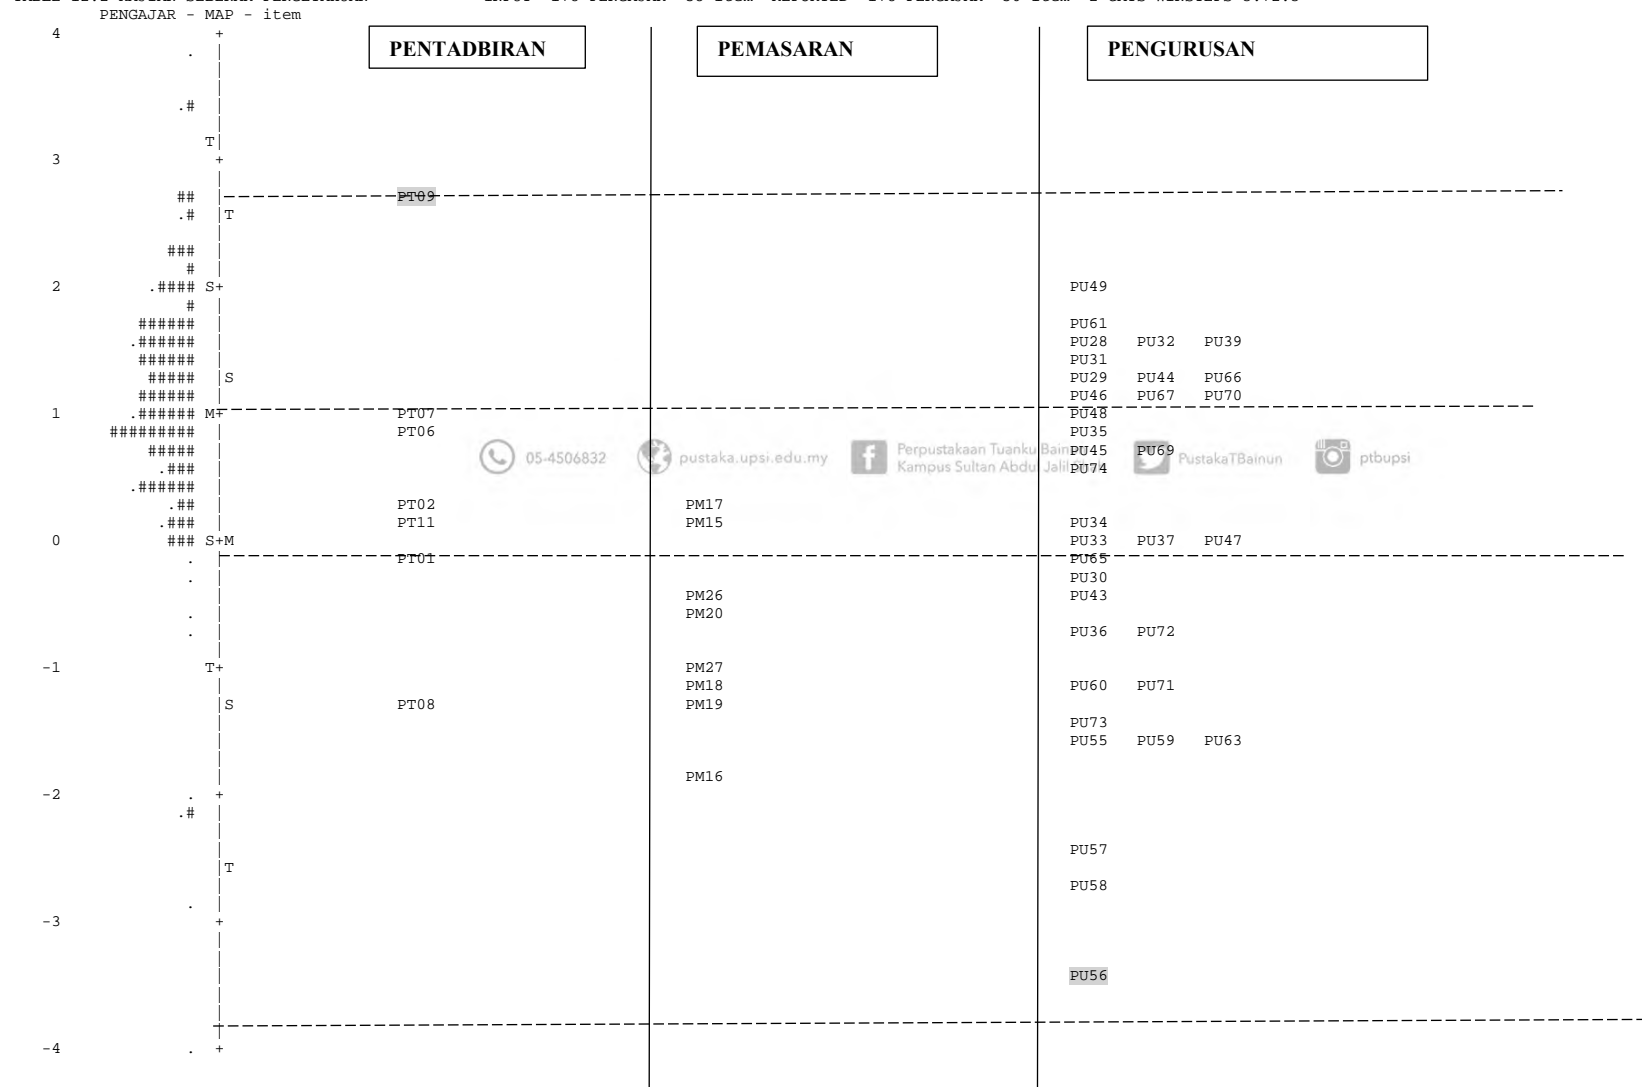 PENGAJAR - MAP - item
4 +
. PENTADBIRAN PEMASARAN PENGURUSAN
.#
T
3 +
## PT09
.# T
###
#
2 .#### S+ PU49
#
###### PU61
.###### PU28 PU32 PU39
###### PU31
##### S PU29 PU44 PU66
###### PU46 PU67 PU70
1 .###### M+ PT07 PU48
######### PT06 PU35
##### PU45 PU69
05-4506832 pustaka.upsi.edu.my Perpustakaan Tuanku Bain PustakaTBainun ptbupsi
Kampus Sultan Abdul Jalil
.### PU74
.######
.## PT02 PM17
.### PT11 PM15 PU34
0 ### S+M PU33 PU37 PU47
. PT01 PU65
. PU30
PM26 PU43
. PM20
. PU36 PU72
-1 T+ PM27
PM18 PU60 PU71
S PT08 PM19
PU73
PU55 PU59 PU63
PM16
-2 . +
.#
PU57
T
PU58
.
-3 +
PU56
-4 . +